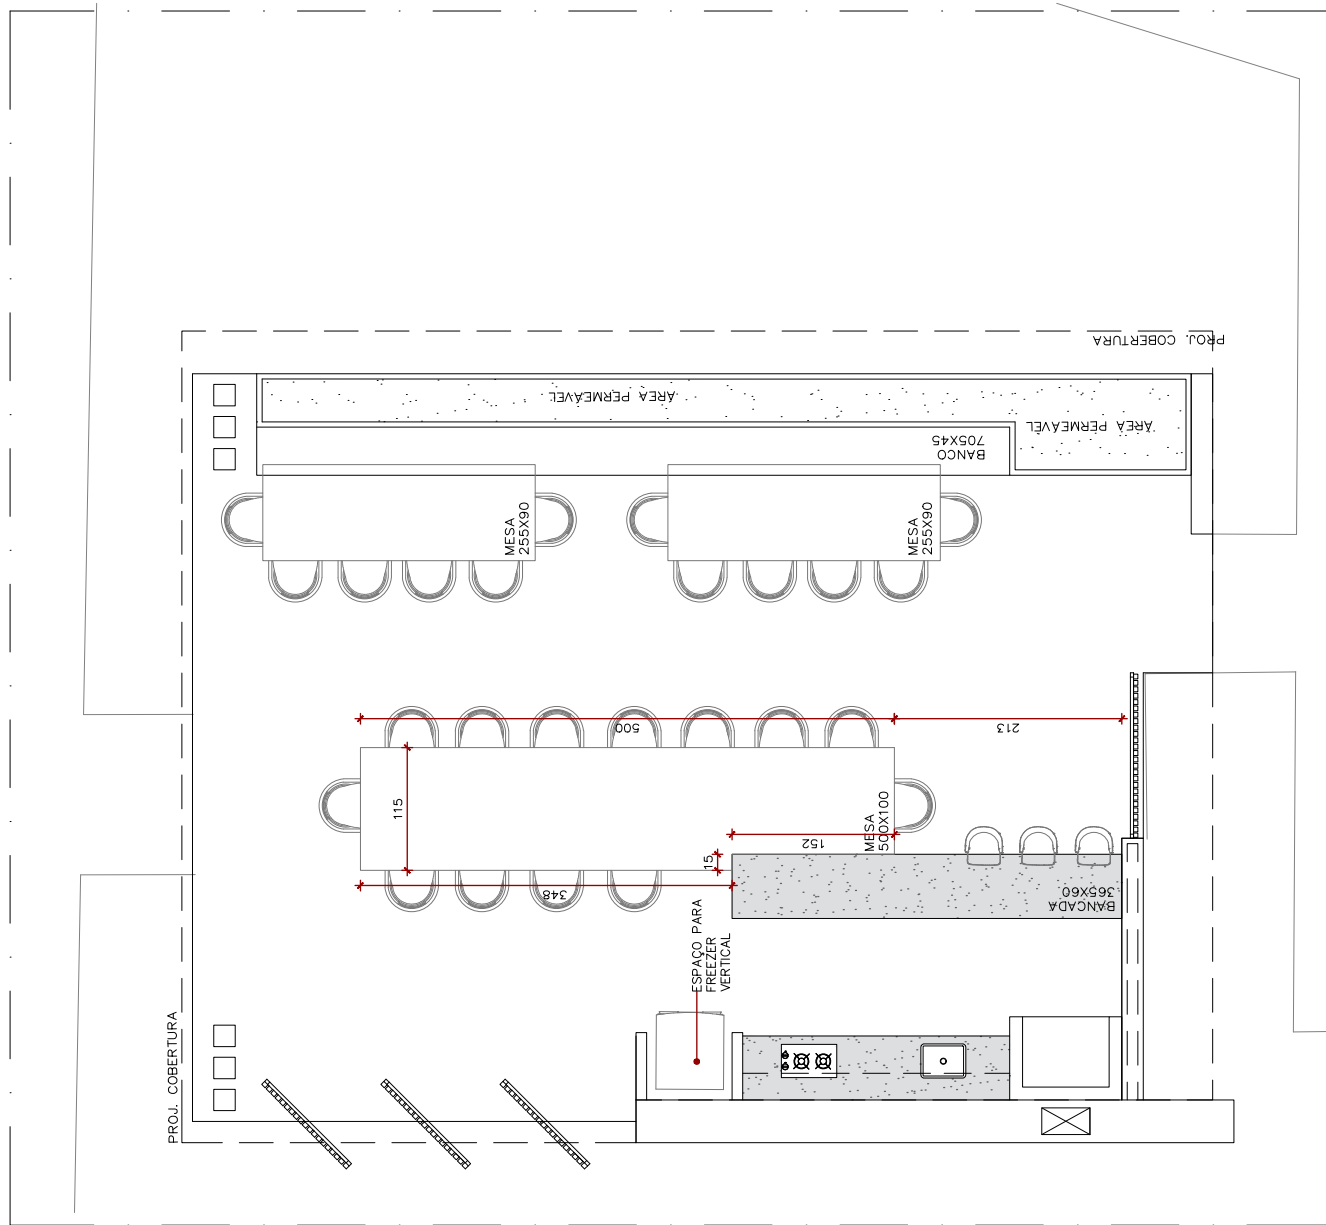 PROJ. COBERTURA
ÁREA PERMEÁVEL
ÁREA PERMEÁVEL
BANCO
705X45
MESA
255X90
MESA
255X90
500
213
115
MESA
500X100
152
15
348
BANCADA
365X60
ESPAÇO PARA
FREEZER
VERTICAL
PROJ. COBERTURA